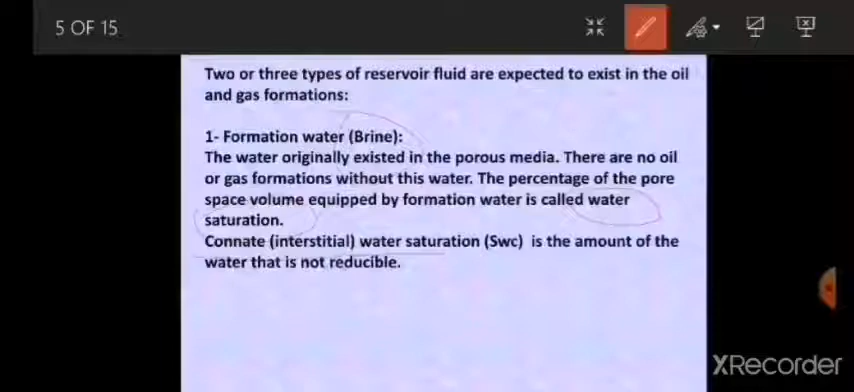 5 OF 15
Two or three types of reservoir fluid are expected to exist in the oil
and gas formations:
1- Formation water (Brine):
The water originally existed in the porous media. There are no oil
or gas formations without this water. The percentage of the pore
space volume equipped by formation water is called water
saturation.
Connate (interstitial) water saturation (Swc) is the amount of the
water that is not reducible.
XRecorder